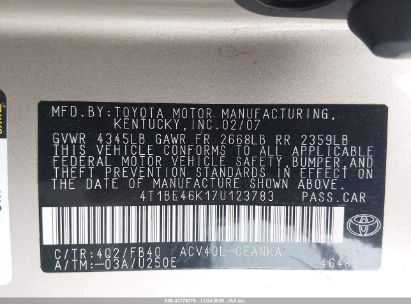 MFD.BY:TOYOTA MOTOR MANUFACTURING,
KENTUCKY,INC.02/07
GVWR 4345LB GAWR FR 2668LB RR 2359LB
THIS VEHICLE CONFORMS TO ALL APPLICABLE
FEDERAL MOTOR VEHICLE SAFETY,BUMPER,AND
THEFT PREVENTION STANDARDS IN EFFECT ON
THE DATE OF MANUFACTURE SHOWN ABOVE.
4T1BE46K17U123783 PASS.CAR
C/TR:4Q2/FB40 ACV40L-CEANKA
A/TM:-03A/U250E
TOYOTA